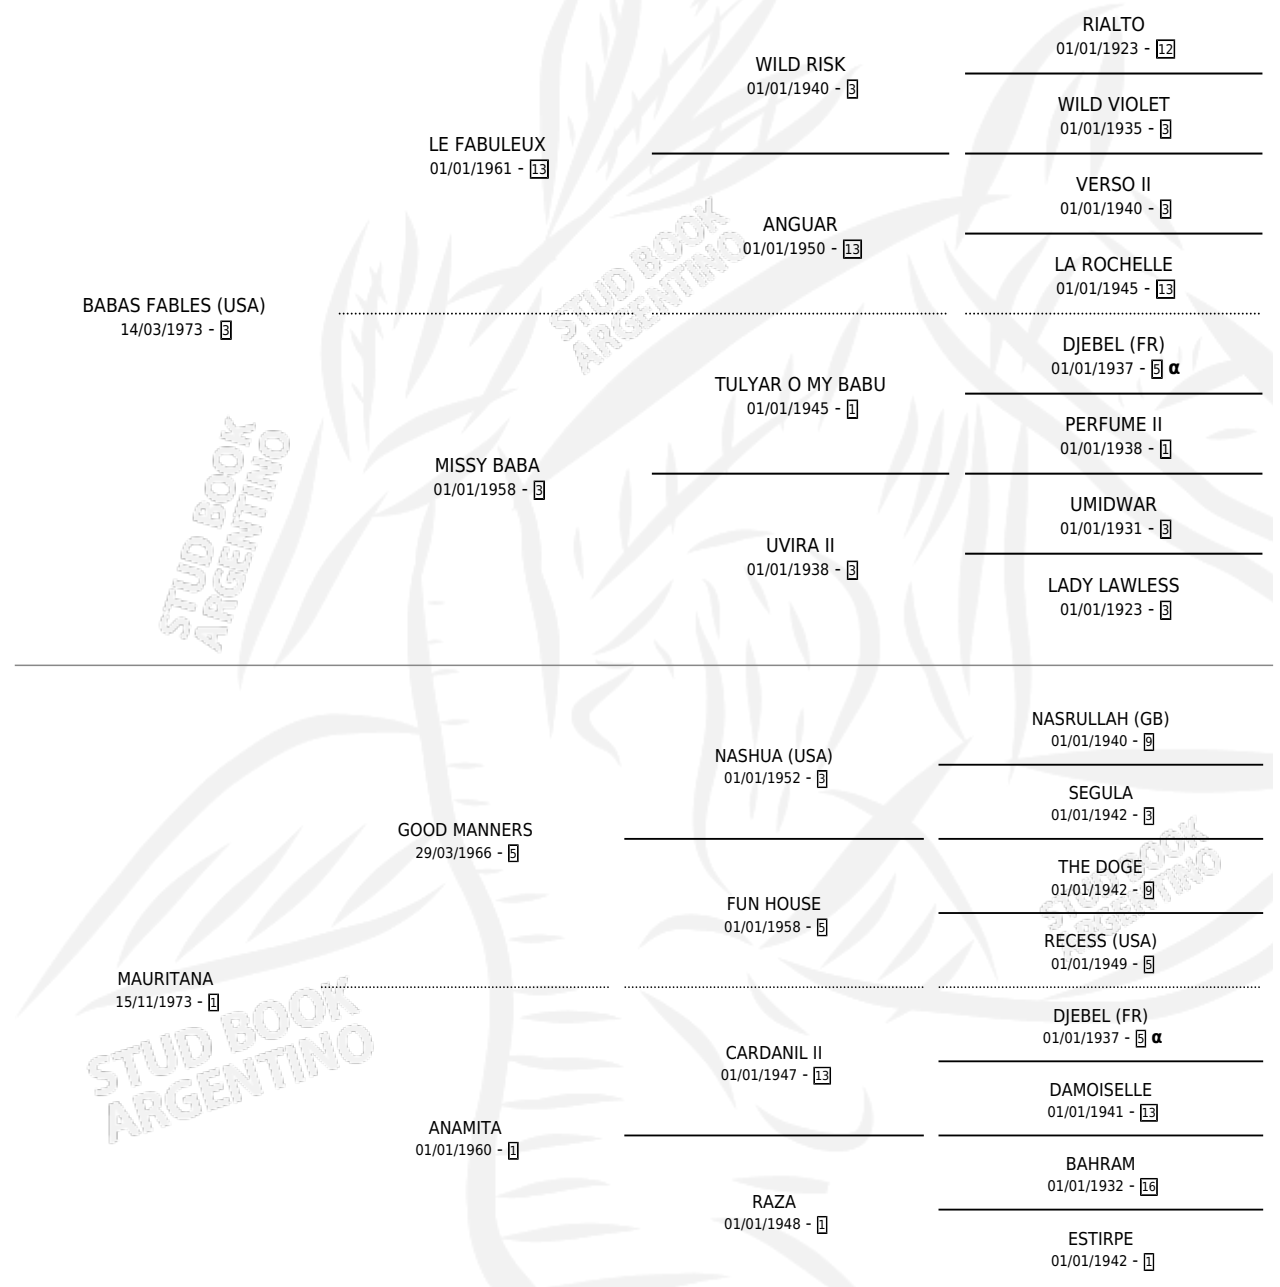 RIALTO
01/01/1923 - 12
WILD RISK
01/01/1940 - 3
WILD VIOLET
01/01/1935 - 3
LE FABULEUX
01/01/1961 - 13
VERSO II
01/01/1940 - 3
ANGUAR
01/01/1950 - 13
LA ROCHELLE
01/01/1945 - 13
BABAS FABLES (USA)
14/03/1973 - 3
DJEBEL (FR)
01/01/1937 - 5 α
TULYAR O MY BABU
01/01/1945 - 1
PERFUME II
01/01/1938 - 1
MISSY BABA
01/01/1958 - 3
UMIDWAR
01/01/1931 - 3
UVIRA II
01/01/1938 - 3
LADY LAWLESS
01/01/1923 - 3
NASRULLAH (GB)
01/01/1940 - 9
NASHUA (USA)
01/01/1952 - 3
SEGULA
01/01/1942 - 3
GOOD MANNERS
29/03/1966 - 5
THE DOGE
01/01/1942 - 9
FUN HOUSE
01/01/1958 - 5
RECESS (USA)
01/01/1949 - 5
MAURITANA
15/11/1973 - 1
DJEBEL (FR)
01/01/1937 - 5 α
CARDANIL II
01/01/1947 - 13
DAMOISELLE
01/01/1941 - 13
ANAMITA
01/01/1960 - 1
BAHRAM
01/01/1932 - 16
RAZA
01/01/1948 - 1
ESTIRPE
01/01/1942 - 1
STUD BOOK
ARGENTINO
STUD BOOK
ARGENTINO
STUD BOOK
ARGENTINO
STUD BOOK
ARGENTINO